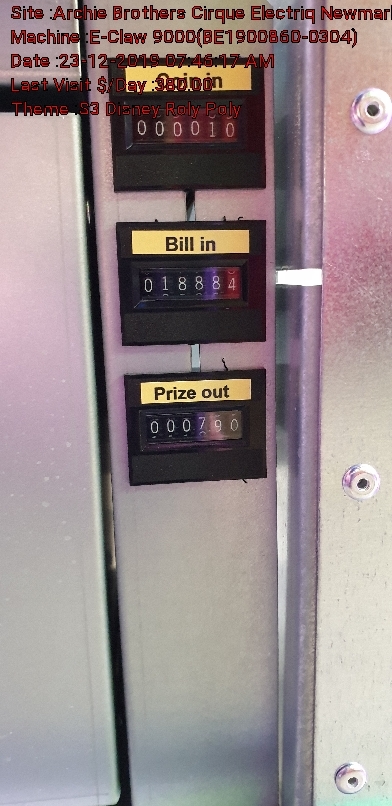 Site :Archie Brothers Cirque Electriq Newmar
Machine :E-Claw 9000(BE1900860-0304)
Date :23-12-2019 07:46:17 AM
Last Visit $/Day :380.00
Theme :S3 Disney Roly Poly
Coin in
000010
Bill in
018884
Prize out
000790